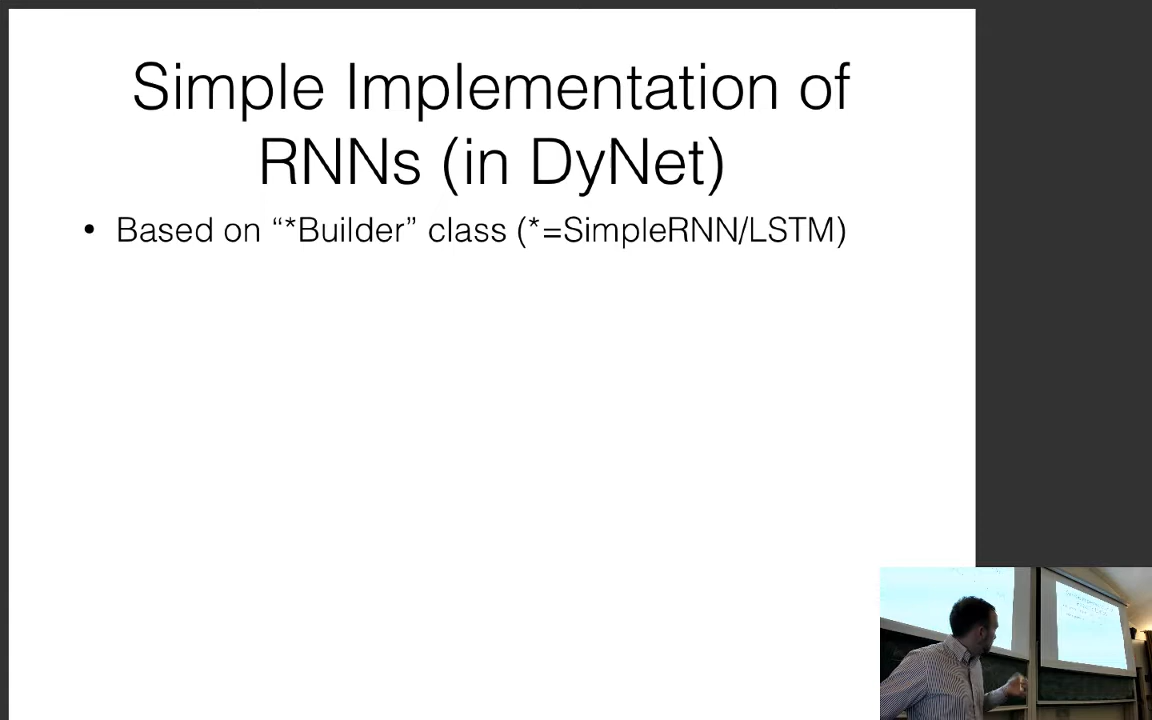 Simple Implementation of
RNNs (in DyNet)
• Based on “*Builder” class (*=SimpleRNN/LSTM)